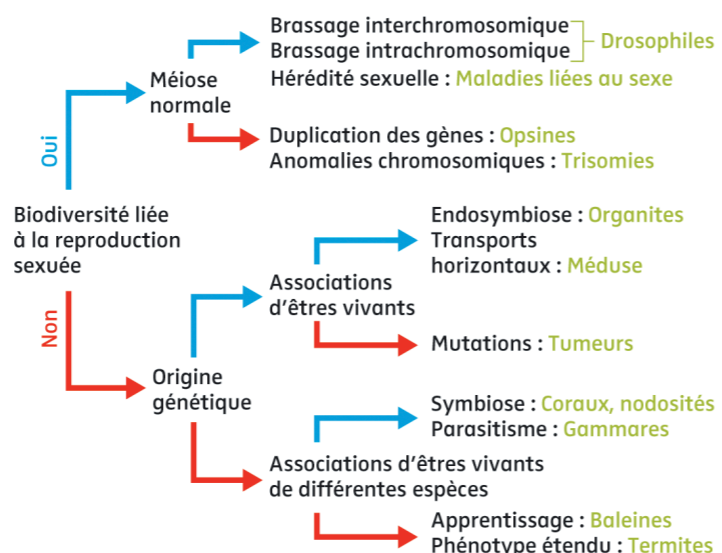 Brassage interchromosomique
Brassage intrachromosomique
Drosophiles
Hérédité sexuelle : Maladies liées au sexe
Méiose
normale
Duplication des gènes : Opsines
Anomalies chromosomiques : Trisomies
Oui
Biodiversité liée
à la reproduction
sexuée
Non
Endosymbiose : Organites
Transports
horizontaux : Méduse
Associations
d'êtres vivants
Mutations : Tumeurs
Origine
génétique
Symbiose : Coraux, nodosités
Parasitisme : Gammares
Associations d'êtres vivants
de différentes espèces
Apprentissage : Baleines
Phénotype étendu : Termites